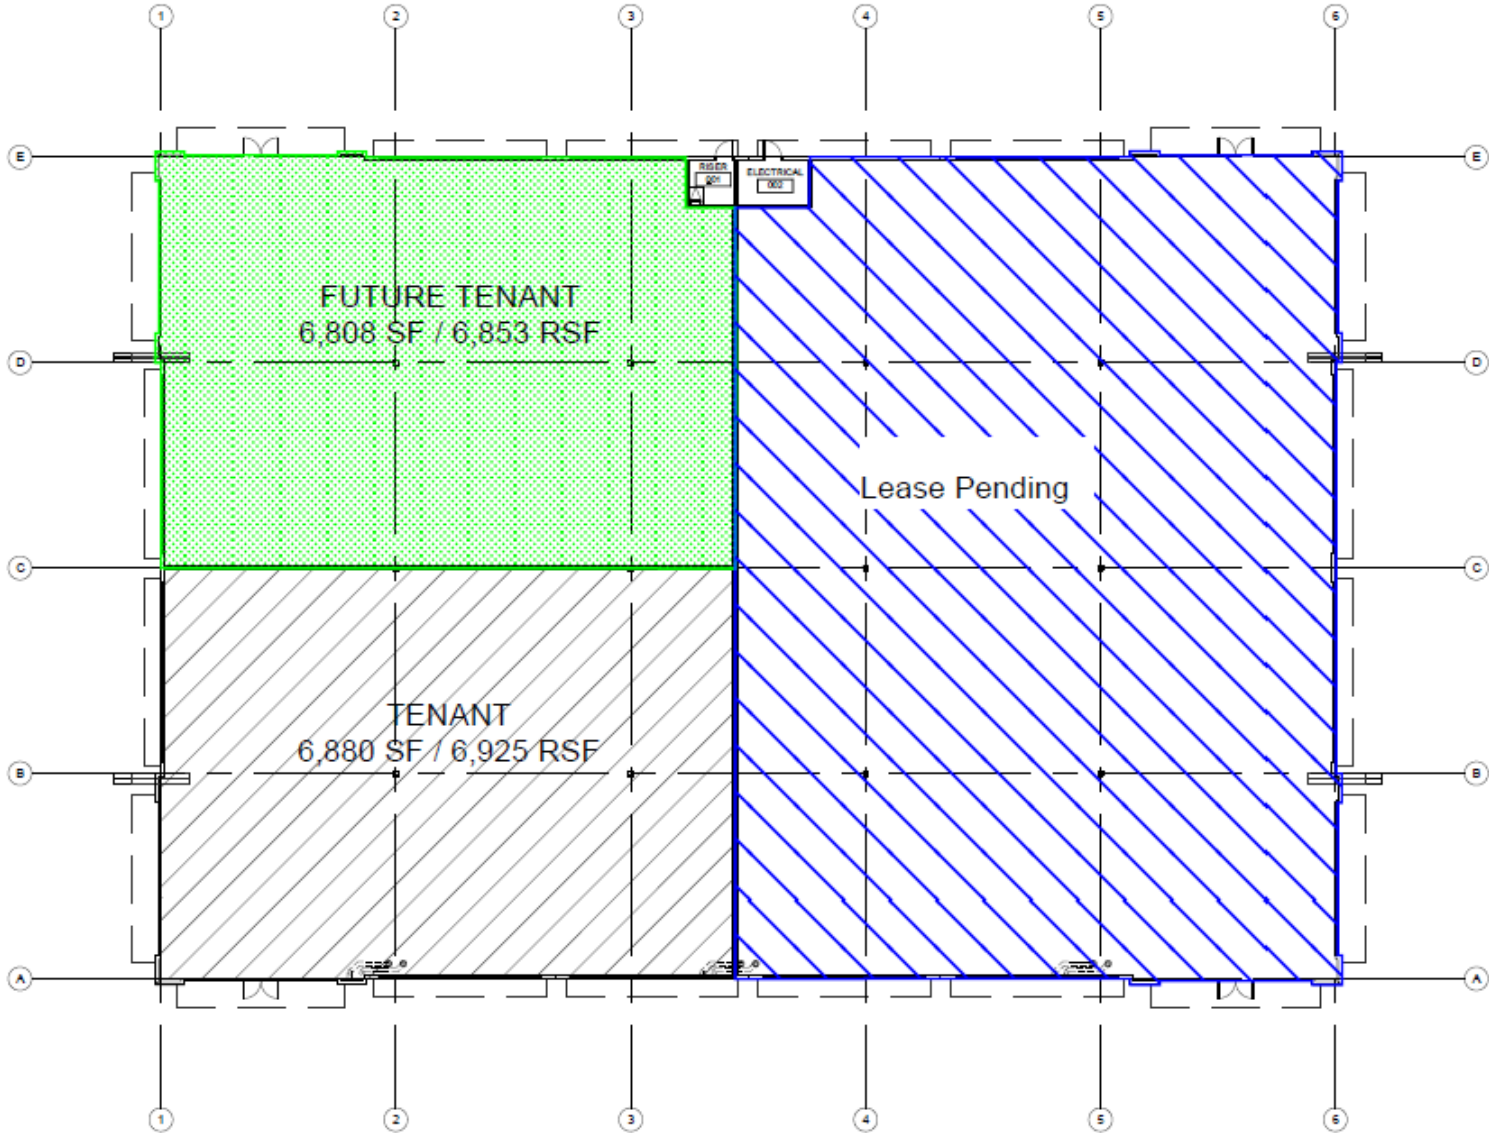 1 2 3 4 5 6
E E
RISER
001
ELECTRICAL
002
FUTURE TENANT
6,808 SF / 6,853 RSF
D D
Lease Pending
C C
TENANT
6,880 SF / 6,925 RSF
B B
A A
1 2 3 4 5 6